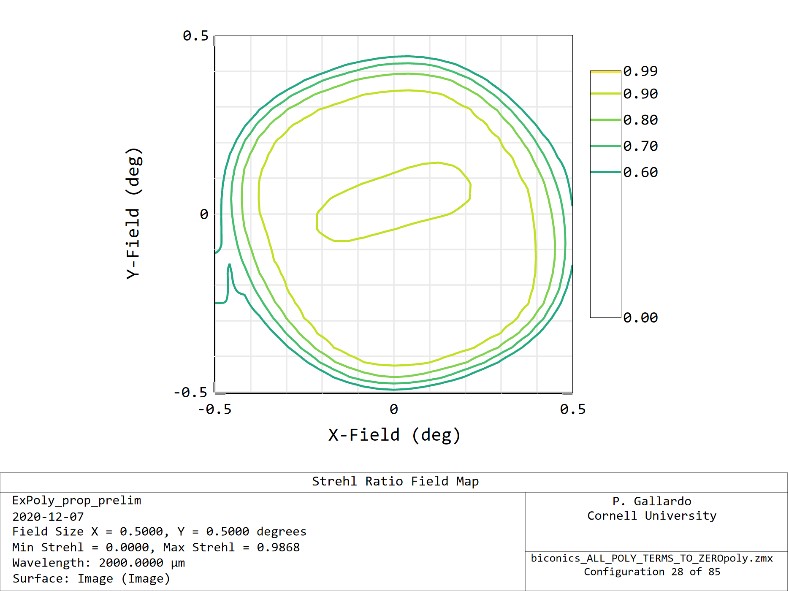 0.5
0
-0.5
Y-Field (deg)
-0.5
0
0.5
X-Field (deg)
0.99
0.90
0.80
0.70
0.60
0.00
Strehl Ratio Field Map
ExPoly_prop_prelim
2020-12-07
Field Size X = 0.5000, Y = 0.5000 degrees
Min Strehl = 0.0000, Max Strehl = 0.9868
Wavelength: 2000.0000 µm
Surface: Image (Image)
P. Gallardo
Cornell University
biconics_ALL_POLY_TERMS_TO_ZEROpoly.zmx
Configuration 28 of 85